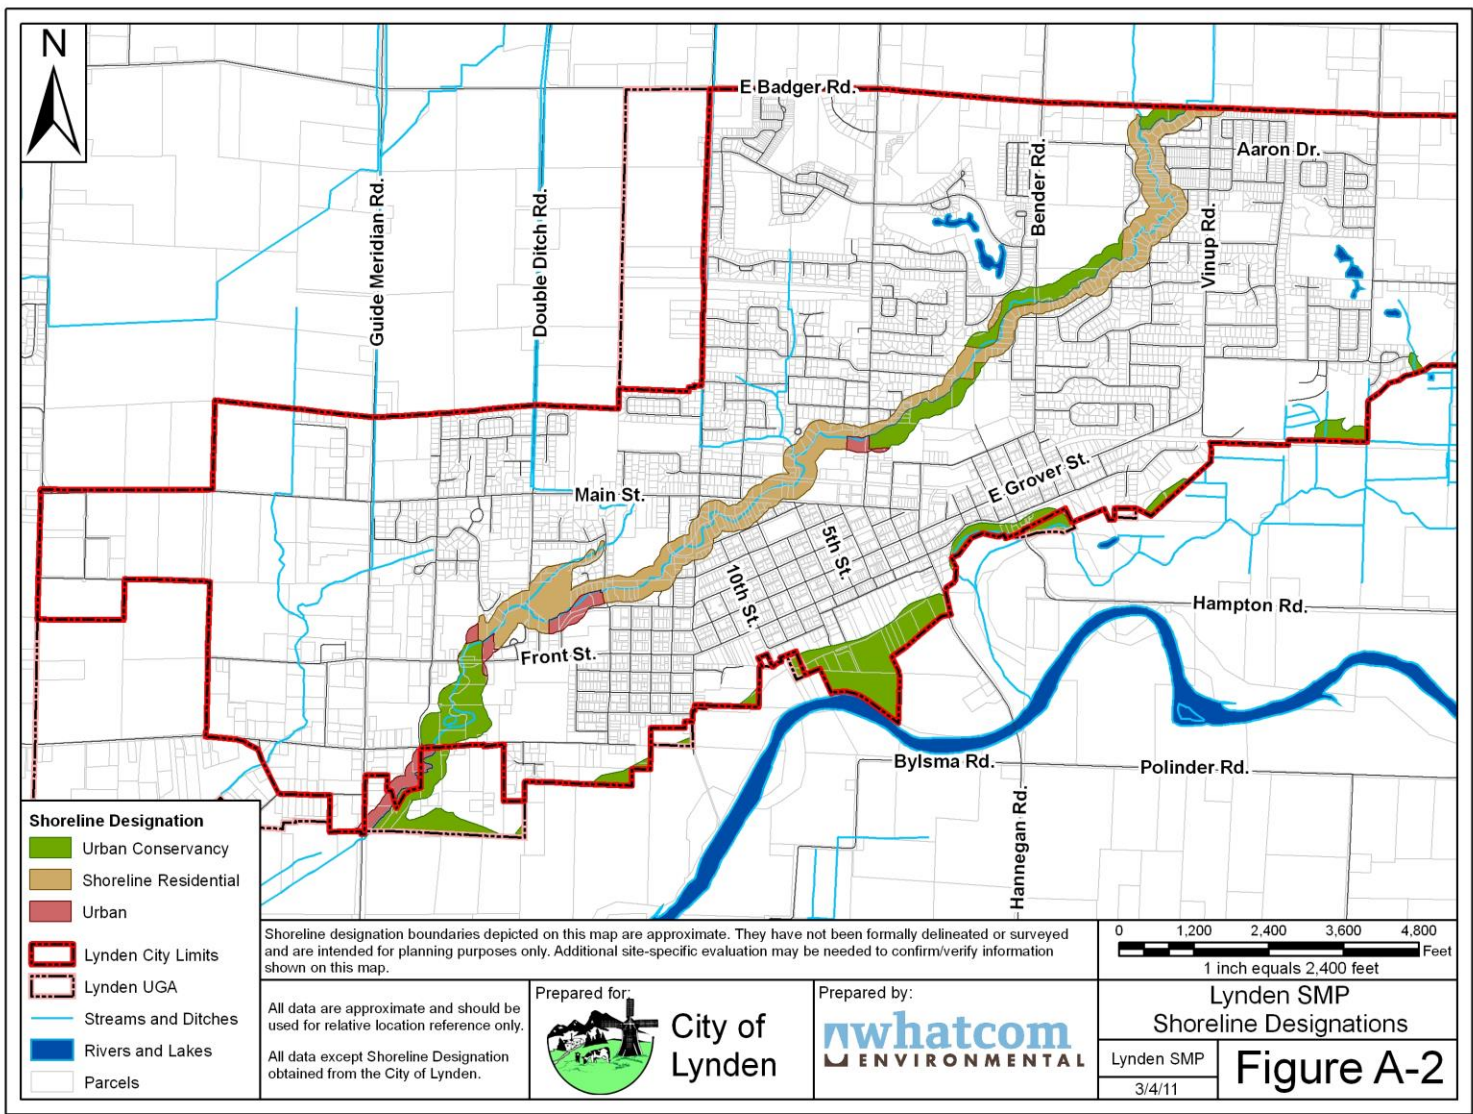 N
E Badger Rd.
Aaron Dr.
Bender Rd.
Vinup Rd.
Guide Meridian Rd.
Double Ditch Rd.
Main St.
E Grover St.
5th St.
10th St.
Front St.
Hampton Rd.
Bylsma Rd.
Polinder Rd.
Hannegan Rd.
Shoreline Designation
Urban Conservancy
Shoreline Residential
Urban
Lynden City Limits
Lynden UGA
Streams and Ditches
Rivers and Lakes
Parcels
Shoreline designation boundaries depicted on this map are approximate. They have not been formally delineated or surveyed
and are intended for planning purposes only. Additional site-specific evaluation may be needed to confirm/verify information
shown on this map.
0 1,200 2,400 3,600 4,800
Feet
1 inch equals 2,400 feet
All data are approximate and should be
used for relative location reference only.
All data except Shoreline Designation
obtained from the City of Lynden.
Prepared for:
City of
Lynden
Prepared by:
whatcom
ENVIRONMENTAL
Lynden SMP
Shoreline Designations
Lynden SMP
3/4/11
Figure A-2